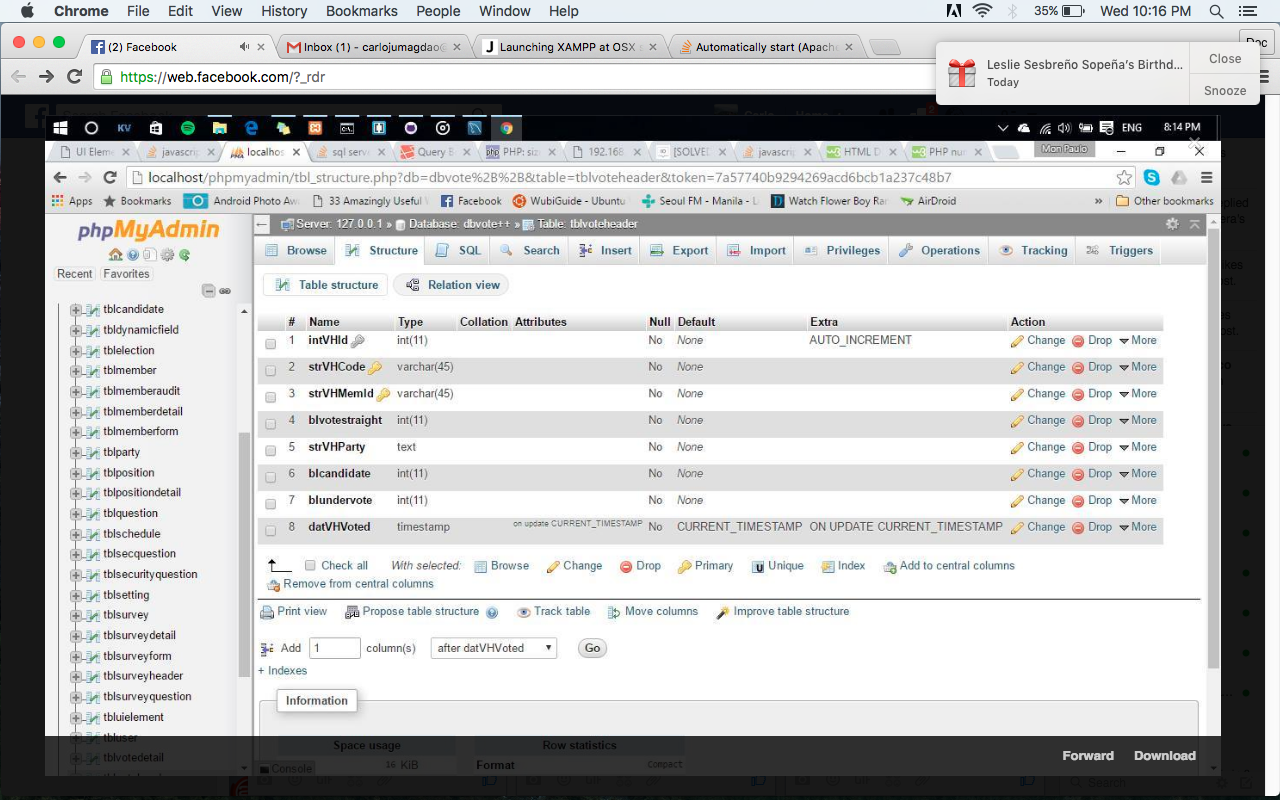 Chrome File Edit View History Bookmarks People Window Help 35% Wed 10:16 PM
(2) Facebook Inbox (1) - carlojumagdao@ Launching XAMPP at OSX Automatically start (Apach Doc
https://web.facebook.com/?_rdr
Leslie Sesbreño Sopeña's Birthd... Close
Today Snooze
KV ENG 8:14 PM
UI Eleme javascrip localhos sql serve Query B PHP: siz 192.168 [SOLVED javascrip HTML D PHP nu Mon Paulo
localhost/phpmyadmin/tbl_structure.php?db=dbvote%2B%2B&table=tblvoteheader&token=7a57740b9294269acd6bcb1a237c48b7
Apps Bookmarks Android Photo Aw 33 Amazingly Useful WubiGuide - Ubuntu Facebook Seoul FM - Manila - L Watch Flower Boy Ra AirDroid » Other bookmarks
phpMyAdmin
Recent Favorites
tblcandidate
tbldynamicfield
tblelection
tblmember
tblmemberaudit
tblmemberdetail
tblmemberform
tblparty
tblposition
tblpositiondetail
tblquestion
tblschedule
tblsecquestion
tblsecurityquestion
tblsetting
tblsurvey
tblsurveydetail
tblsurveyform
tblsurveyheader
tblsurveyquestion
tbluielement
tbluser
tblvotedetail
Server: 127.0.0.1 » Database: dbvote++ » Table: tblvoteheader
Browse Structure SQL Search Insert Export Import Privileges Operations Tracking Triggers
Table structure Relation view
# Name Type Collation Attributes Null Default Extra Action
1 intVHId int(11) No None AUTO_INCREMENT Change Drop More
2 strVHCode varchar(45) No None Change Drop More
3 strVHMemId varchar(45) No None Change Drop More
4 blvotestraight int(11) No None Change Drop More
5 strVHParty text No None Change Drop More
6 blcandidate int(11) No None Change Drop More
7 blundervote int(11) No None Change Drop More
8 datVHVoted timestamp on update CURRENT_TIMESTAMP No CURRENT_TIMESTAMP ON UPDATE CURRENT_TIMESTAMP Change Drop More
Check all With selected: Browse Change Drop Primary Unique Index Add to central columns
Remove from central columns
Print view Propose table structure Track table Move columns Improve table structure
Add 1 column(s) after datVHVoted Go
+ Indexes
Information
Space usage Row statistics
16 KiB Format Compact
Console
Forward Download
Search